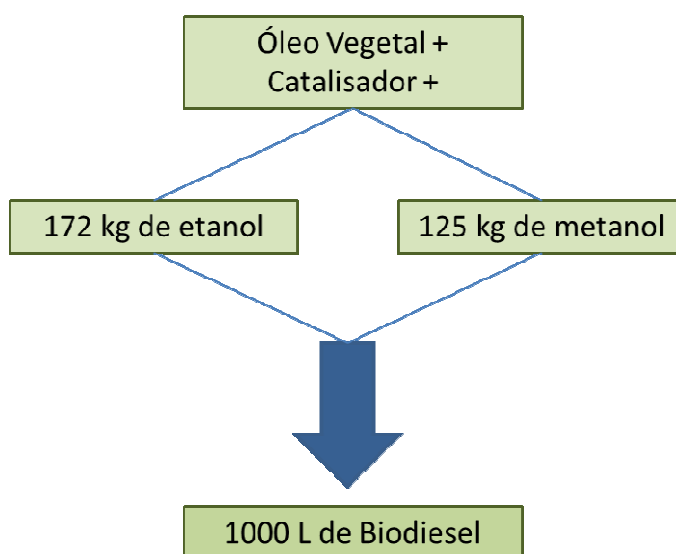 Óleo Vegetal +
Catalisador +
172 kg de etanol
125 kg de metanol
1000 L de Biodiesel